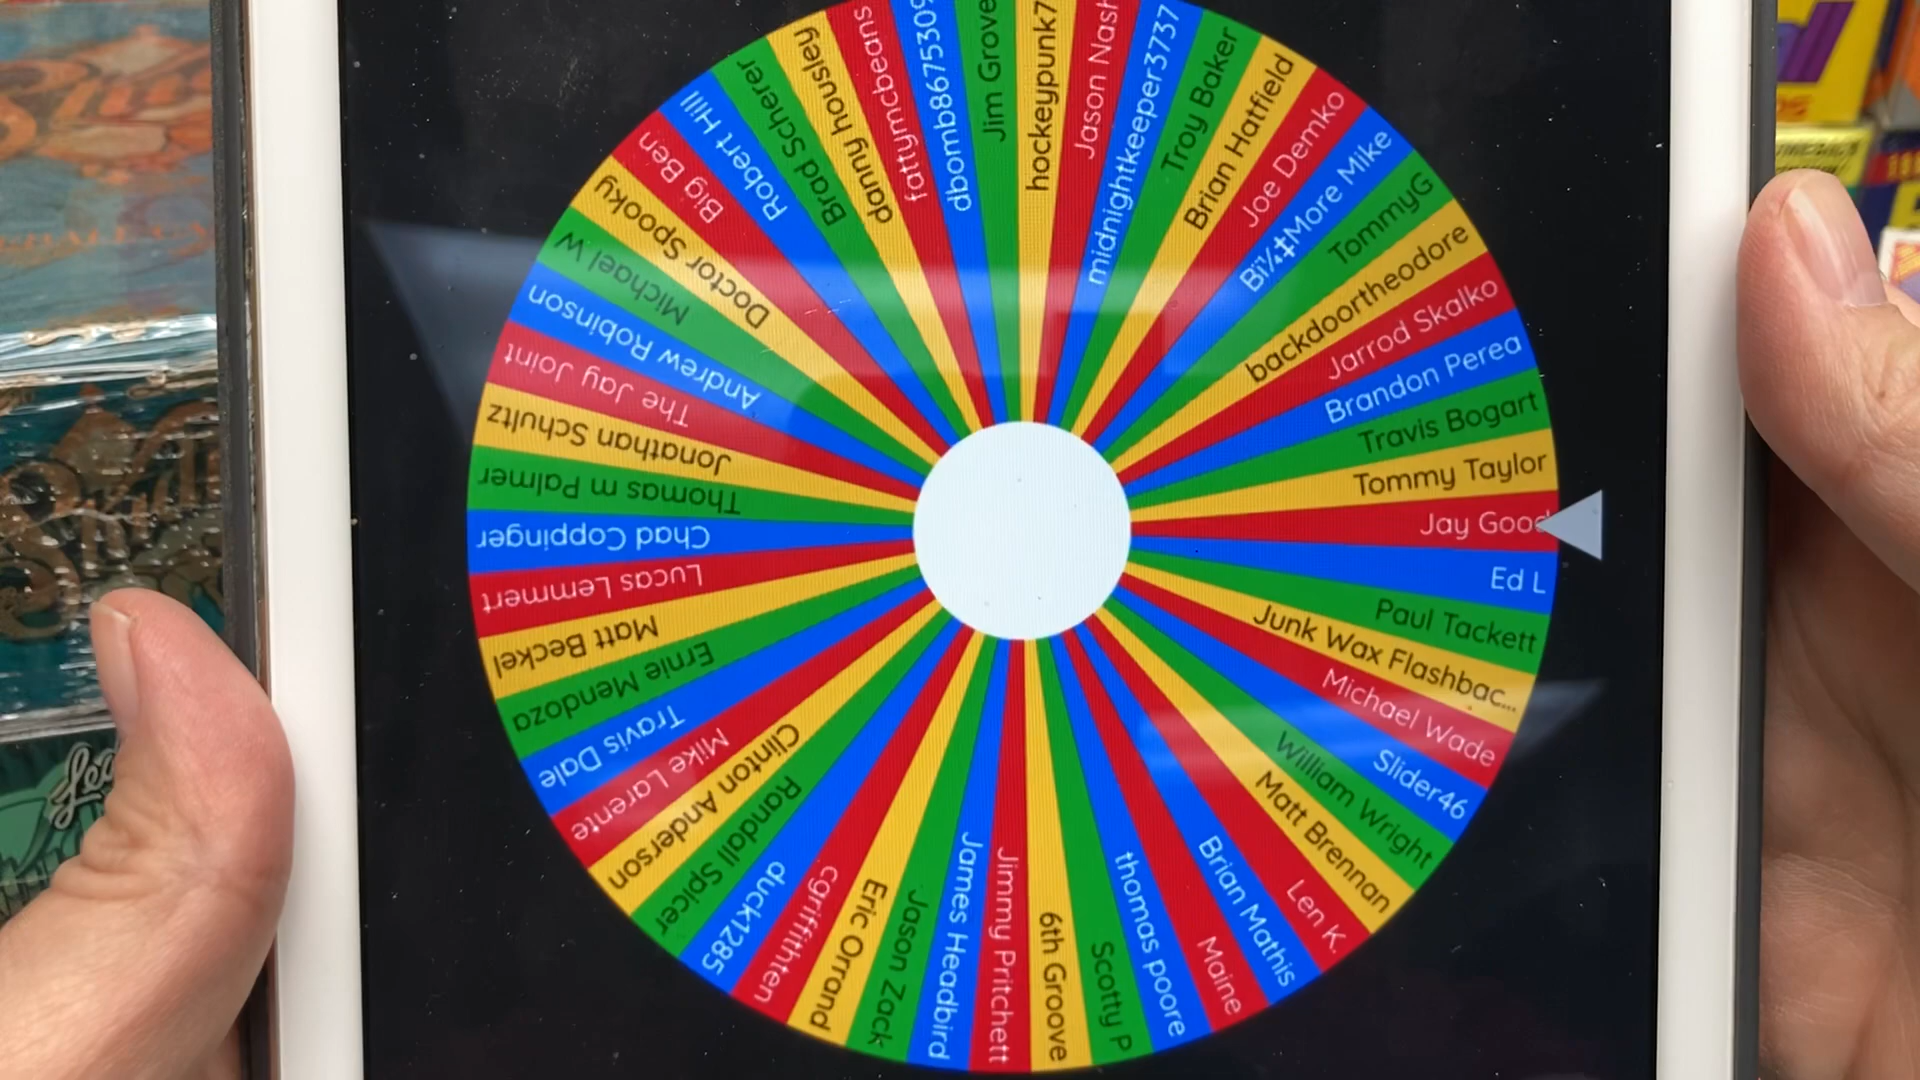 Jay Good
Ed L
Paul Tackett
Junk Wax Flashbac...
Michael Wade
Slider46
William Wright
Matt Brennan
Len K.
Brian Mathis
Maine
thomas poore
Scotty P
6th Groove
Jimmy Pritchett
James Headbird
Jason Zack
Eric Orrand
cgriffithten
duck1285
Randall Spicer
Clinton Anderson
Mike Larente
Travis Dale
Ernie Mendoza
Matt Beckel
Lucas Lemmert
Chad Coppinger
Thomas m Palmer
Jonathan Schultz
The Jay Joint
Andrew Robinson
Michael W
Doctor Spooky
Big Ben
Robert Hill
Brad Scherer
danny housley
fattymcbeans
dbomb8675309
Jim Grove
hockeypunk7
Jason Nash
midnightkeeper3737
Troy Baker
Brian Hatfield
Joe Demko
Bï¼‡More Mike
TommyG
backdoortheodore
Jarrod Skalko
Brandon Perea
Travis Bogart
Tommy Taylor